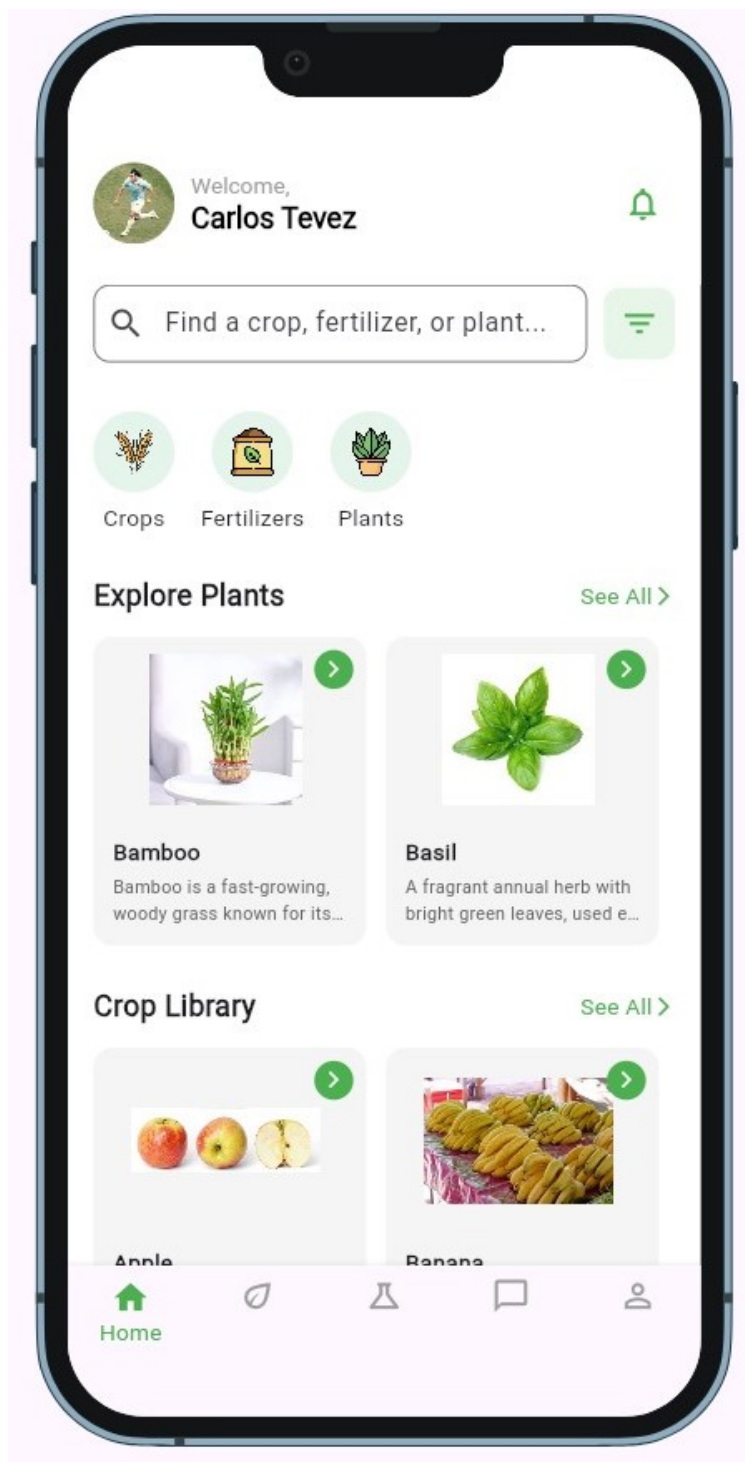 Welcome,
Carlos Tevez
Find a crop, fertilizer, or plant...
Crops
Fertilizers
Plants
Explore Plants
See All
Bamboo
Bamboo is a fast-growing,
woody grass known for its...
Basil
A fragrant annual herb with
bright green leaves, used e...
Crop Library
See All
Apple
Banana
Home